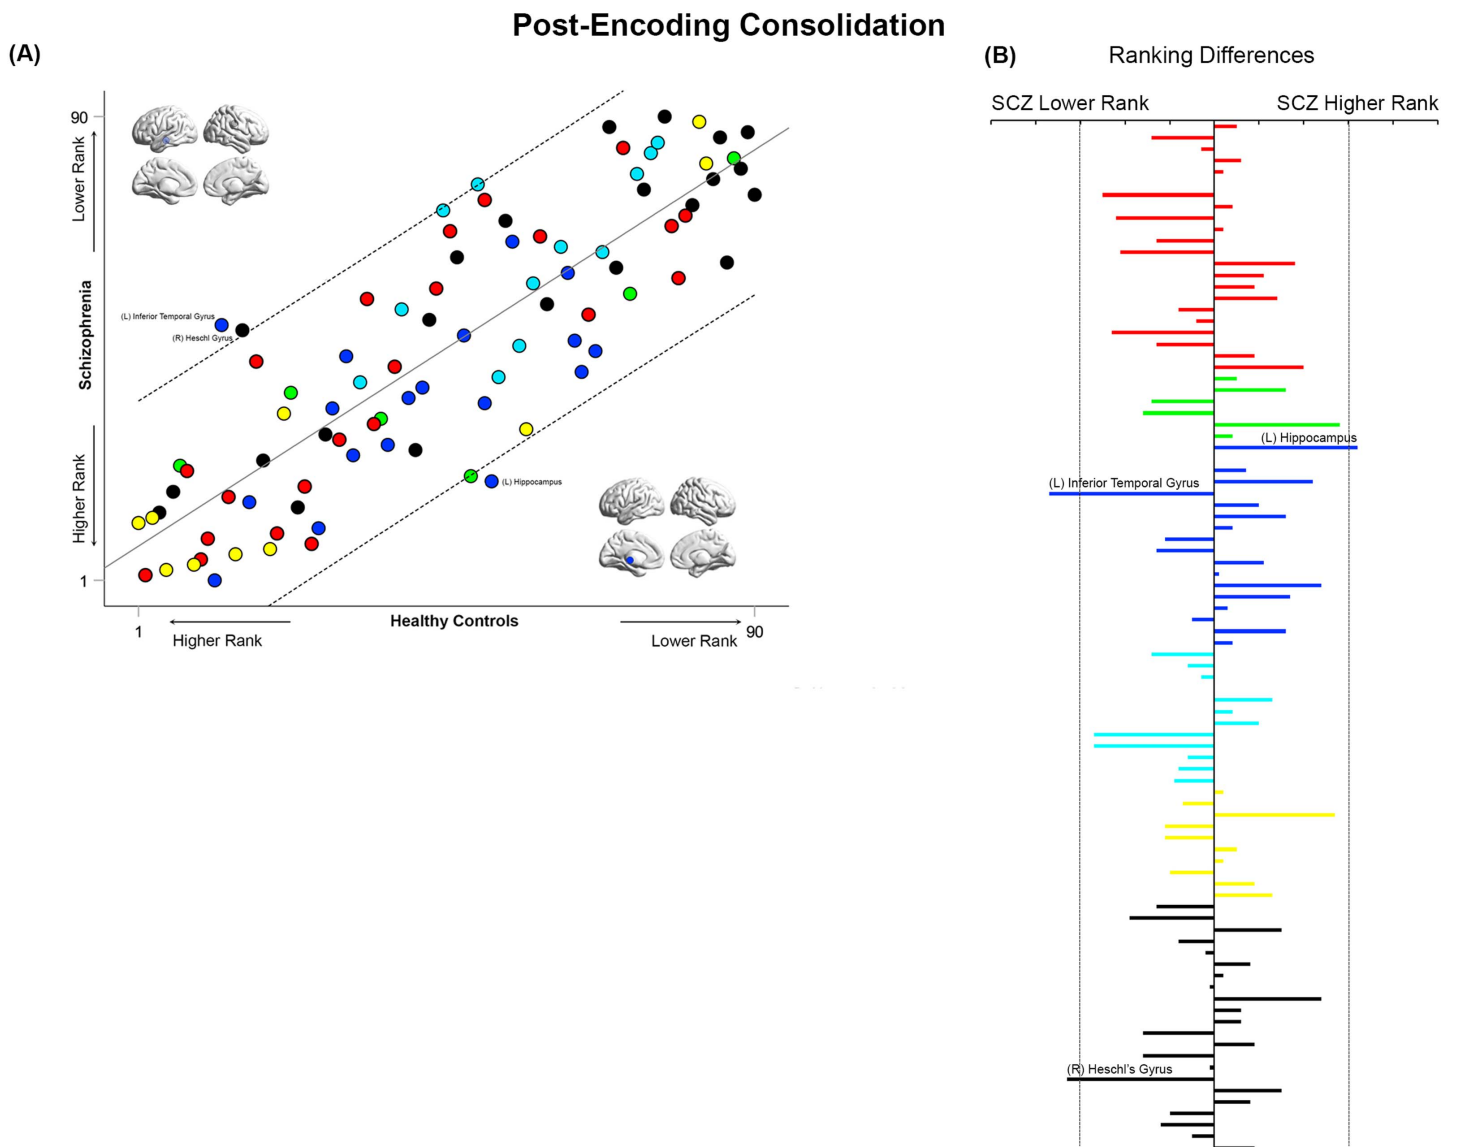 Post-Encoding Consolidation
(A)
90
Lower Rank
Schizophrenia
Higher Rank
1
(L) Inferior Temporal Gyrus
(R) Heschl Gyrus
(L) Hippocampus
1
Higher Rank
Healthy Controls
Lower Rank
90
(B)
Ranking Differences
SCZ Lower Rank
SCZ Higher Rank
(L) Hippocampus
(L) Inferior Temporal Gyrus
(R) Heschl's Gyrus